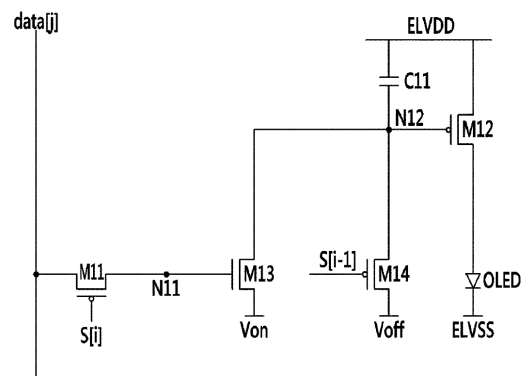 data[j]
ELVDD
C11
N12
M12
S[i-1]
M11
M13
M14
N11
OLED
S[i]
Von
Voff
ELVSS